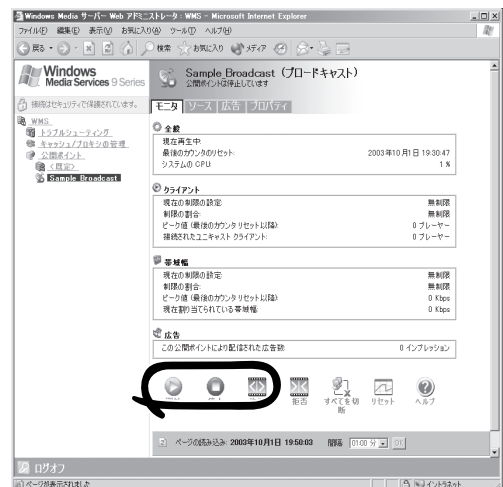 Windows Media サーバー Web アドミニストレータ : WMS - Microsoft Internet Explorer
ファイル(F) 編集(E) 表示(V) お気に入り(A) ツール(T) ヘルプ(H)
戻る 検索 お気に入り メディア
Windows
Media Services 9 Series
Sample Broadcast (ブロードキャスト)
公開ポイントは停止しています
接続はセキュリティで保護されています。
モニタ ソース 広告 プロパティ
WMS
トラブルシューティング
キャッシュ/プロキシの管理
公開ポイント
<既定>
Sample Broadcast
全般
現在再生中:
最後のカウンタのリセット: 2003年10月1日 19:30:47
システムの CPU: 1 %
クライアント
現在の制限の設定: 無制限
制限の割合: 無制限
ピーク値 (最後のカウンタ リセット以降): 0 プレーヤー
接続されたユニキャスト クライアント: 0 プレーヤー
帯域幅
現在の制限の設定: 無制限
制限の割合: 無制限
ピーク値 (最後のカウンタ リセット以降): 0 Kbps
現在割り当てられている帯域幅: 0 Kbps
広告
この公開ポイントにより配信された広告数: 0 インプレッション
拒否 すべてを切断 リセット ヘルプ
ページの読み込み: 2003年10月1日 19:50:03 間隔 01:00 分 OK
ログオフ
ページが表示されました イントラネット